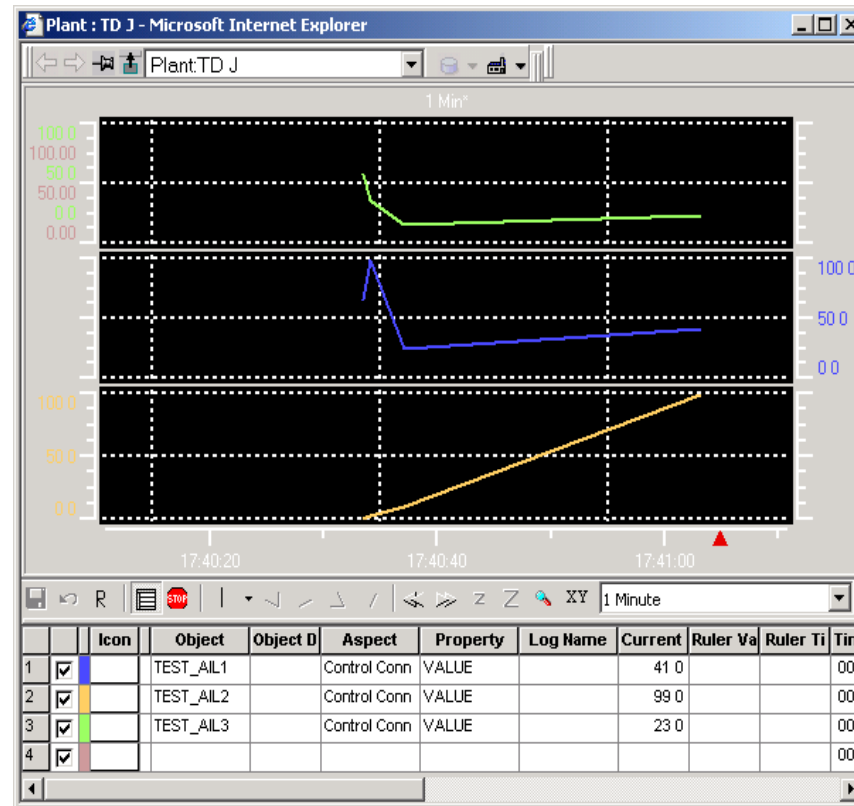 Plant : TD J - Microsoft Internet Explorer
Plant:TD J
1 Min*
100 0
100.00
50 0
50.00
0 0
0.00
100 0
50 0
0 0
100 0
50 0
0 0
17:40:20 17:40:40 17:41:00
R STOP z Z XY 1 Minute
Icon Object Object D Aspect Property Log Name Current Ruler Va Ruler Ti Tir
1 TEST_AIL1 Control Conn VALUE 41 0 00
2 TEST_AIL2 Control Conn VALUE 99 0 00
3 TEST_AIL3 Control Conn VALUE 23 0 00
4 00